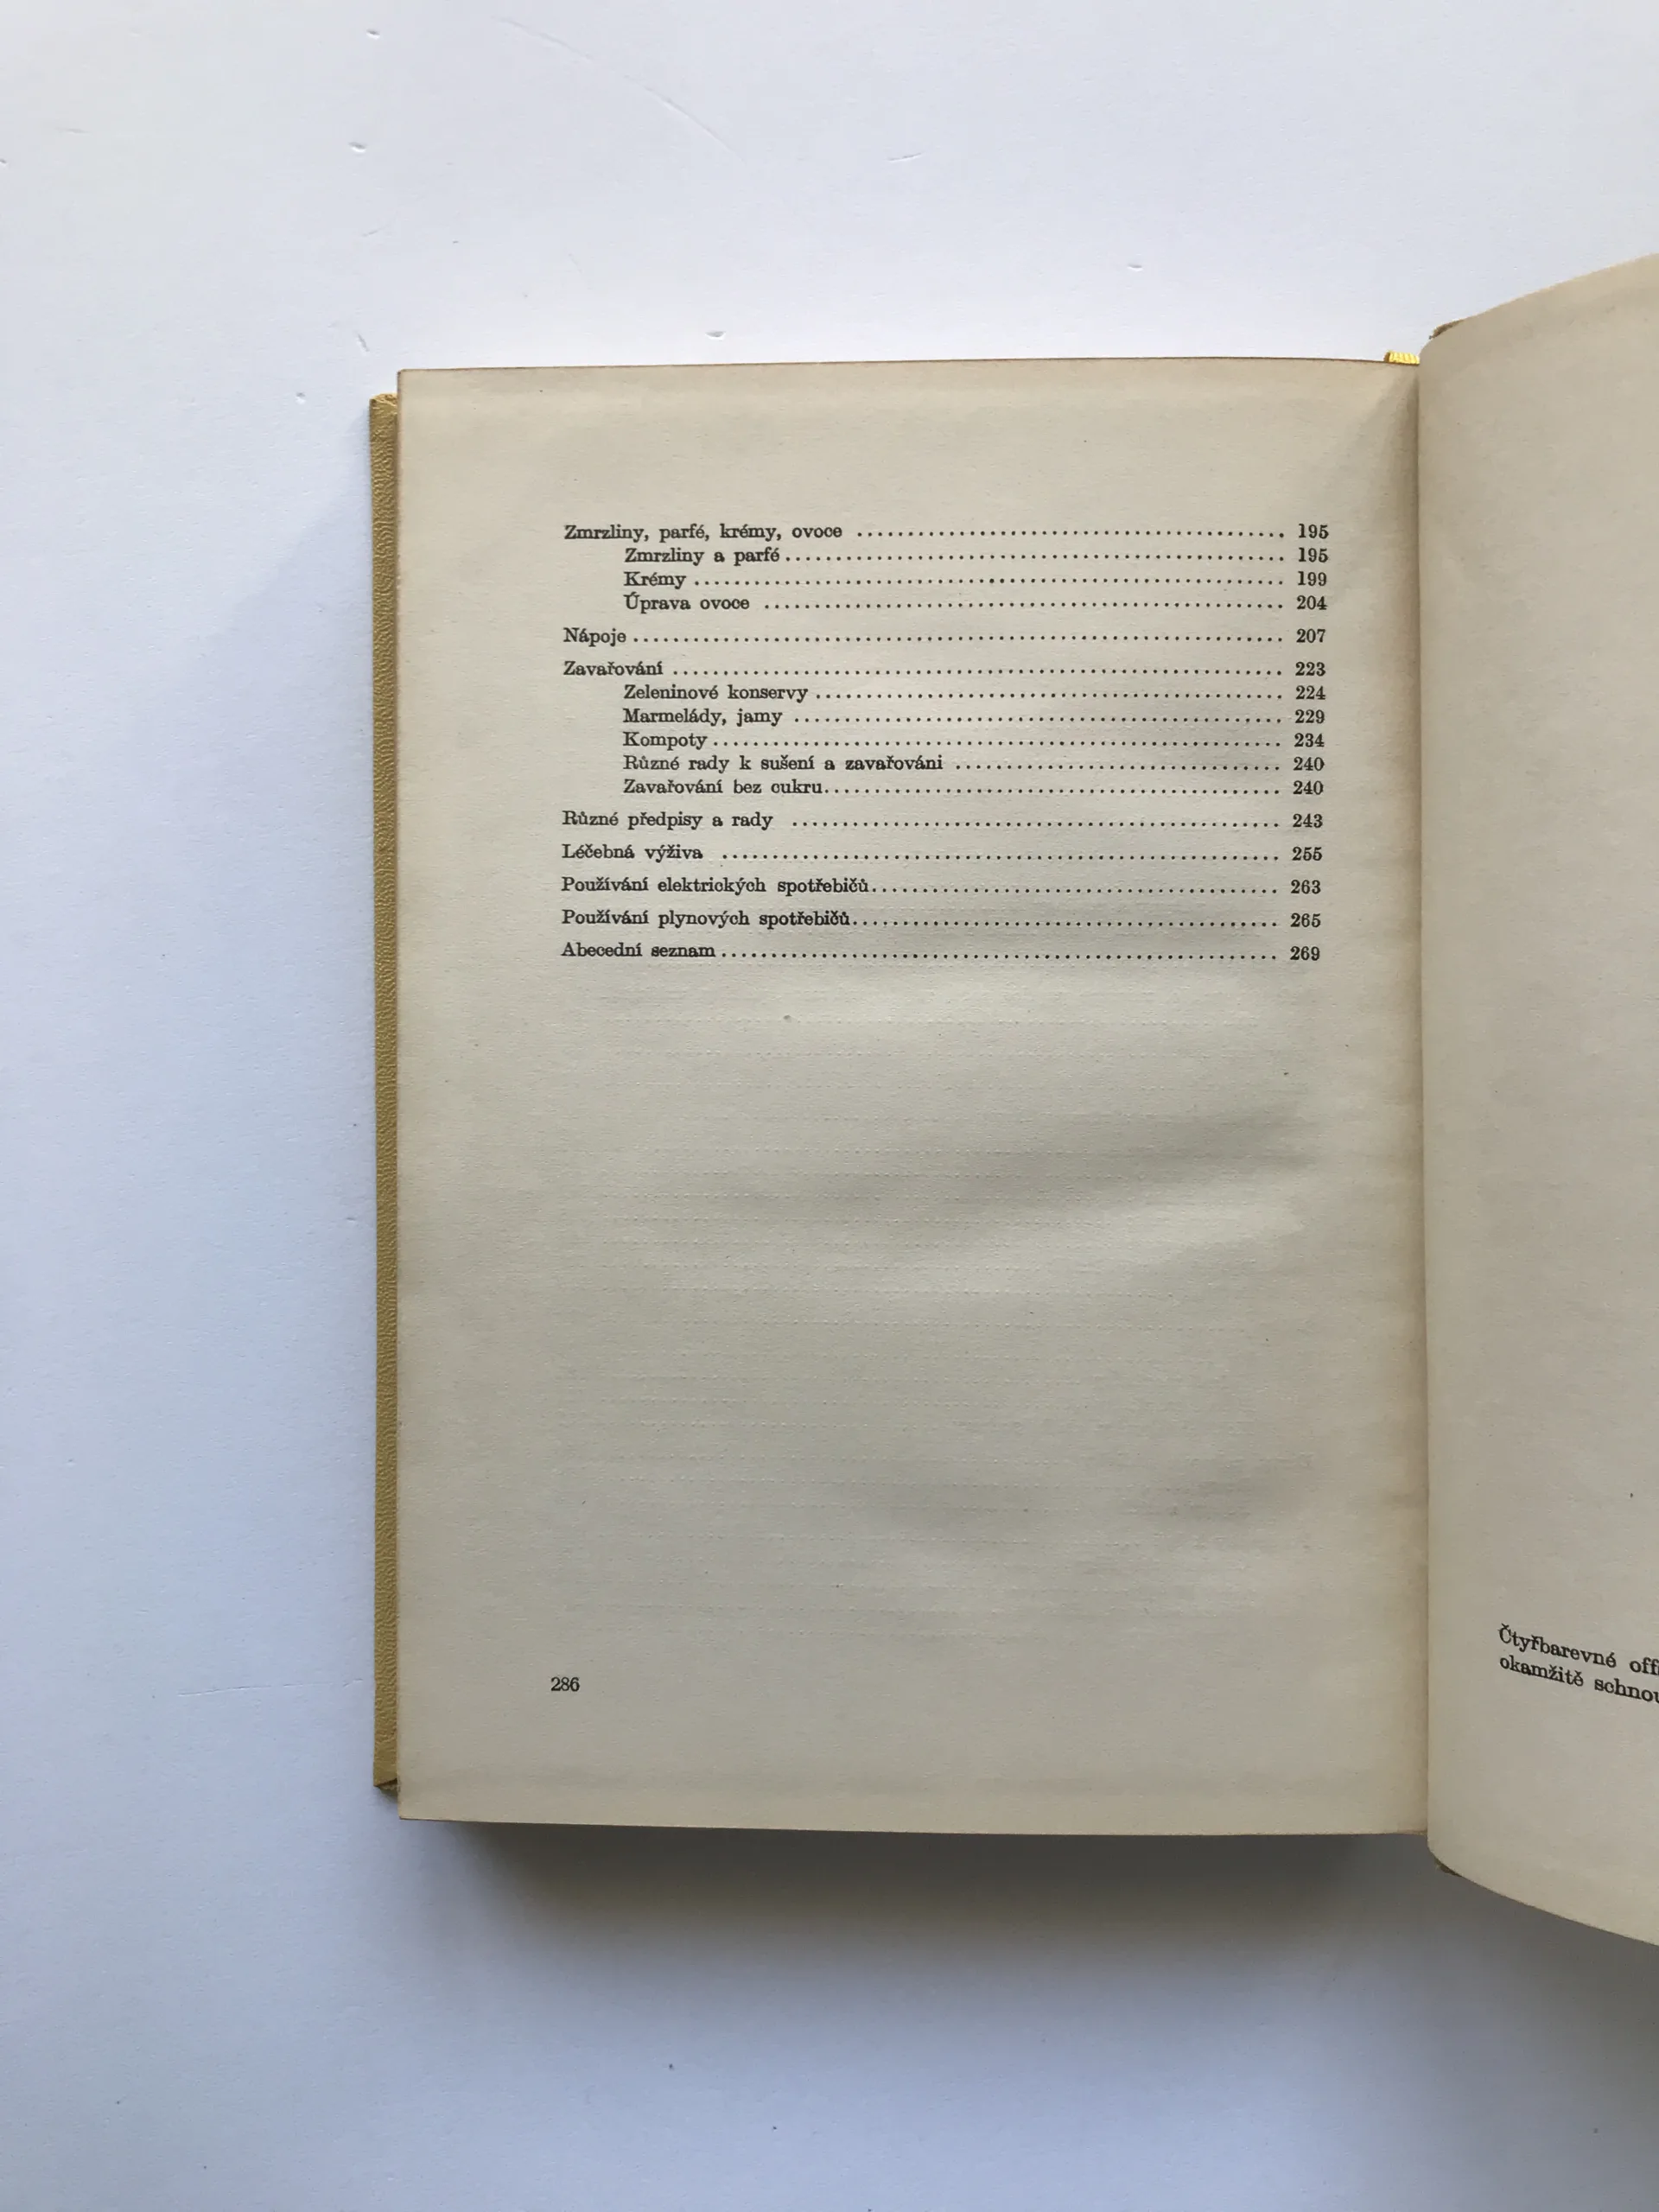 Zmrzliny, parfé, krémy, ovoce ........................................... 195
Zmrzliny a parfé .................................................. 195
Krémy ........................................................... 199
Úprava ovoce .................................................... 204
Nápoje ................................................................. 207
Zavařování ............................................................. 223
Zeleninové konservy ............................................... 224
Marmelády, jamy ................................................. 229
Kompoty ......................................................... 234
Různé rady k sušení a zavařováni ................................. 240
Zavařování bez cukru .............................................. 240
Různé předpisy a rady ................................................. 243
Léčebná výživa ........................................................ 255
Používání elektrických spotřebičů ......................................... 263
Používání plynových spotřebičů ........................................... 265
Abecední seznam ........................................................ 269
286
Čtyřbarevné
okamžitě